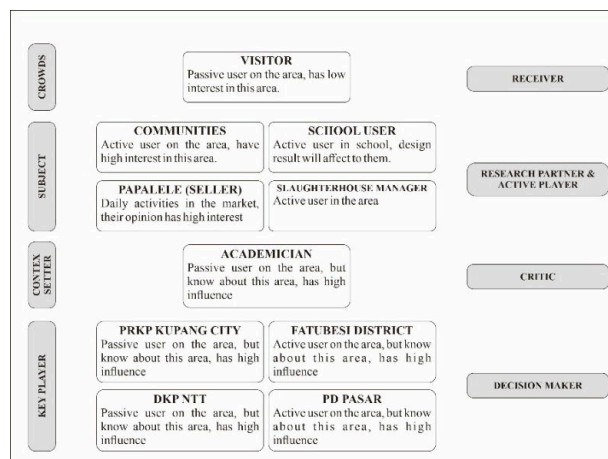 CROWDS
VISITOR
Passive user on the area, has low
interest in this area.
RECEIVER
SUBJECT
COMMUNITIES
Active user on the area, have
high interest in this area.
SCHOOL USER
Active user in school, design
result will affect to them.
PAPALELE (SELLER)
Daily activities in the market,
their opinion has high interest
SLAUGHTERHOUSE MANAGER
Active user in the area
RESEARCH PARTNER &
ACTIVE PLAYER
CONTEX
SETTER
ACADEMICIAN
Passive user on the area, but
know about this area, has high
influence
CRITIC
KEY PLAYER
PRKP KUPANG CITY
Passive user on the area, but
know about this area, has high
influence
FATUBESI DISTRICT
Active user on the area, but know
about this area, has high
influence
DKP NTT
Passive user on the area, but
know about this area, has high
influence
PD PASAR
Active user on the area, but know
about this area, has high
influence
DECISION MAKER